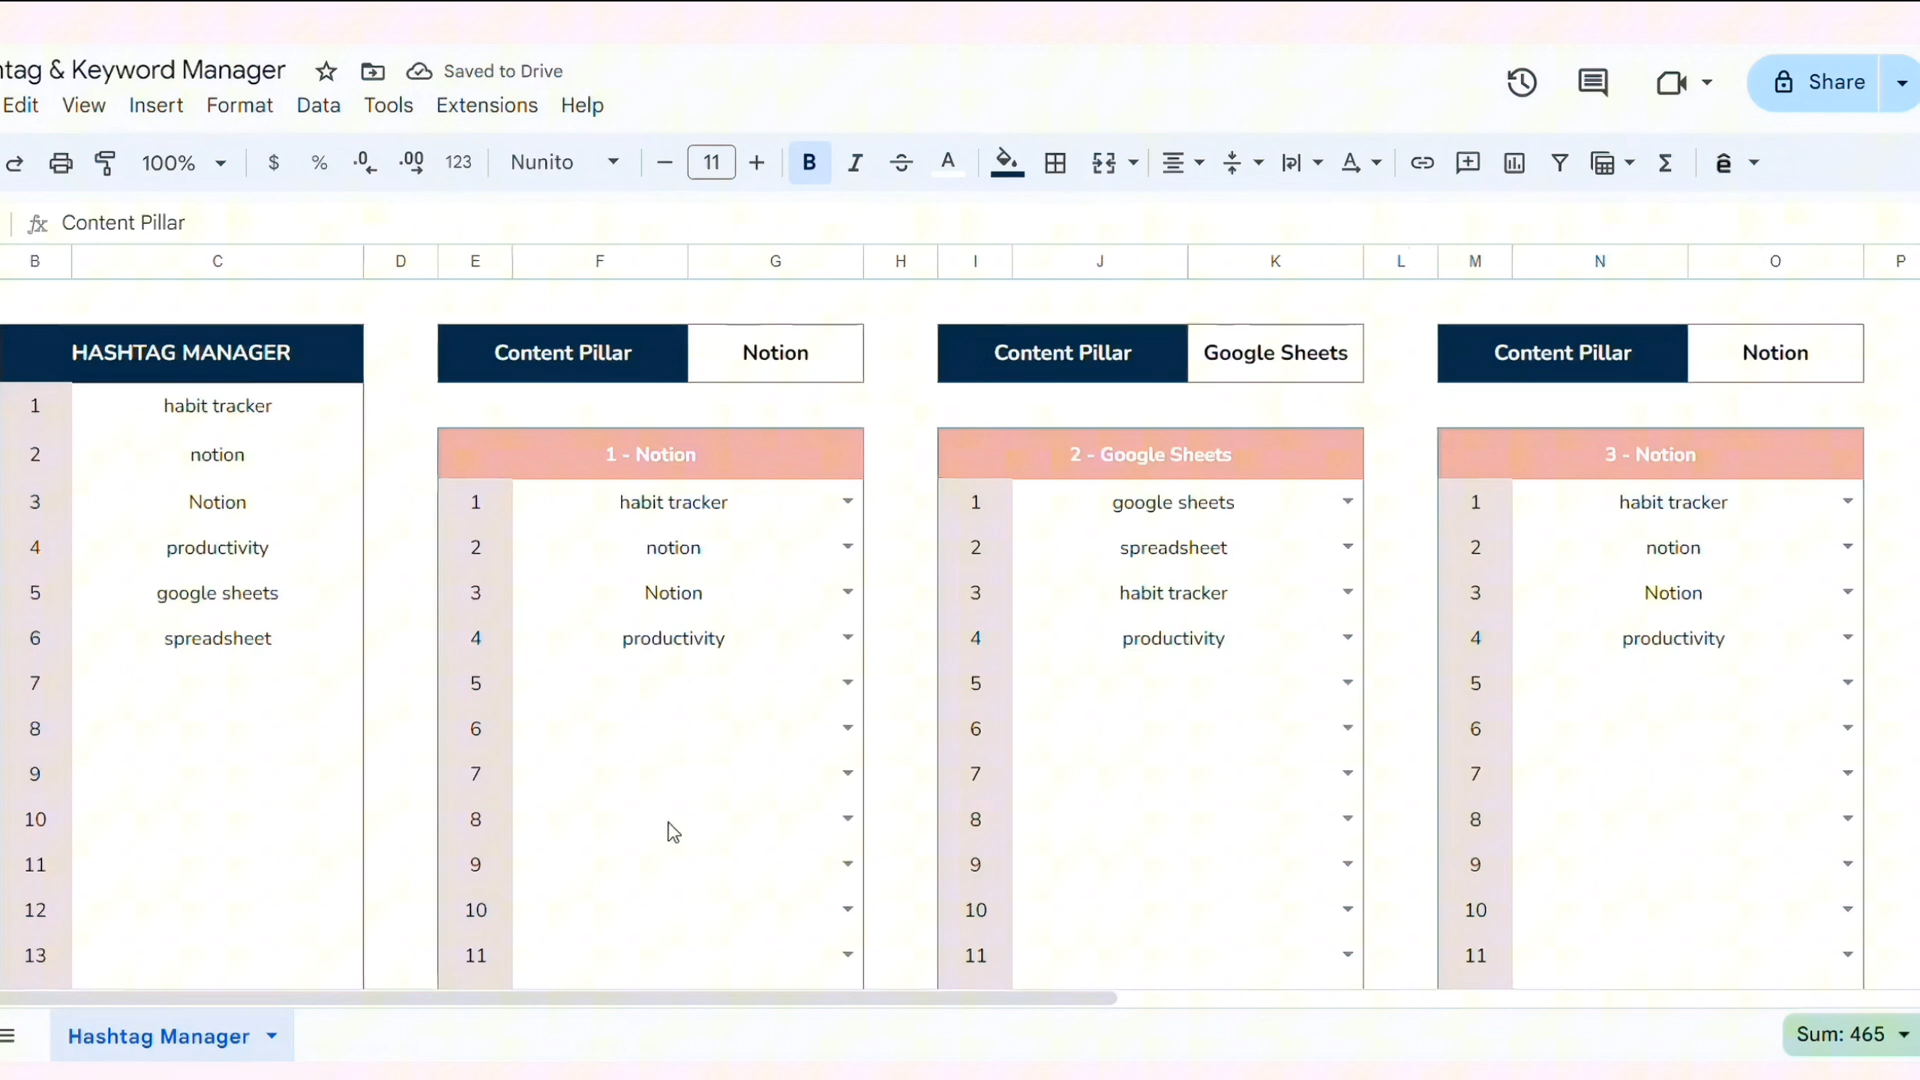 ntag & Keyword Manager Saved to Drive
Share
Edit View Insert Format Data Tools Extensions Help
100% $ % .0 .00 123 Nunito 11 B I A ê
fx Content Pillar
B C D E F G H I J K L M N O P
HASHTAG MANAGER Content Pillar Notion Content Pillar Google Sheets Content Pillar Notion
1 habit tracker
2 notion 1 - Notion 2 - Google Sheets 3 - Notion
3 Notion 1 habit tracker 1 google sheets 1 habit tracker
4 productivity 2 notion 2 spreadsheet 2 notion
5 google sheets 3 Notion 3 habit tracker 3 Notion
6 spreadsheet 4 productivity 4 productivity 4 productivity
7 5 5 5
8 6 6 6
9 7 7 7
10 8 8 8
11 9 9 9
12 10 10 10
13 11 11 11
Hashtag Manager Sum: 465